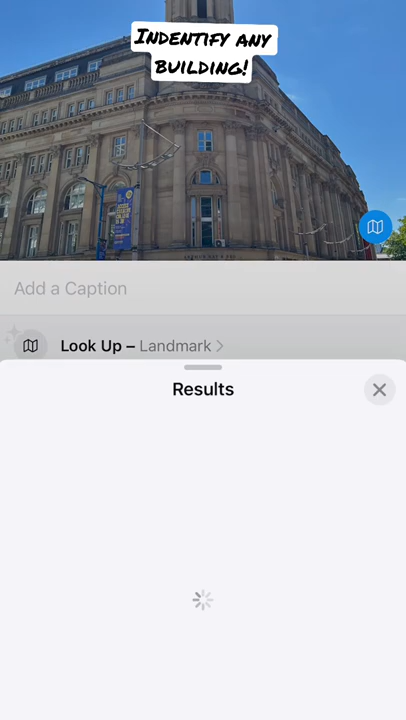 Indentify any
building!
Add a Caption
Look Up – Landmark
Results